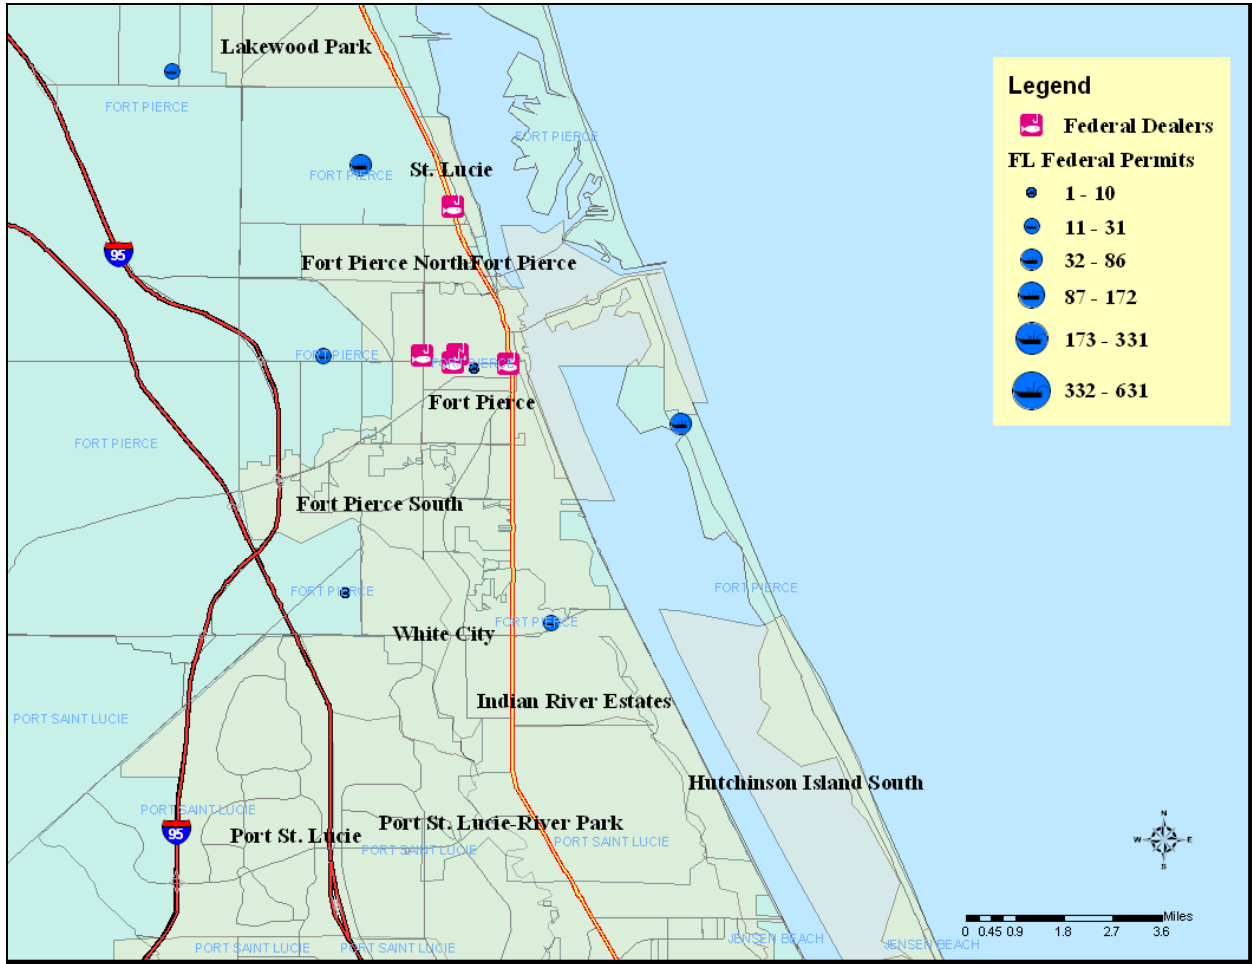 Lakewood Park
FORT PIERCE
FORT PIERCE
FORT PIERCE
St. Lucie
95
Fort Pierce North
Fort Pierce
FORT PIERCE
FORT PIERCE
Fort Pierce
FORT PIERCE
Fort Pierce South
FORT PIERCE
FORT PIERCE
FORT PIERCE
White City
Indian River Estates
PORT SAINT LUCIE
Hutchinson Island South
PORT SAINT LUCIE
95
Port St. Lucie
Port St. Lucie-River Park
PORT SAINT LUCIE
PORT SAINT LUCIE
PORT SAINT LUCIE
PORT SAINT LUCIE
JENSEN BEACH
JENSEN BEACH
Legend
Federal Dealers
FL Federal Permits
1 - 10
11 - 31
32 - 86
87 - 172
173 - 331
332 - 631
N
W E
S
Miles
0 0.45 0.9 1.8 2.7 3.6